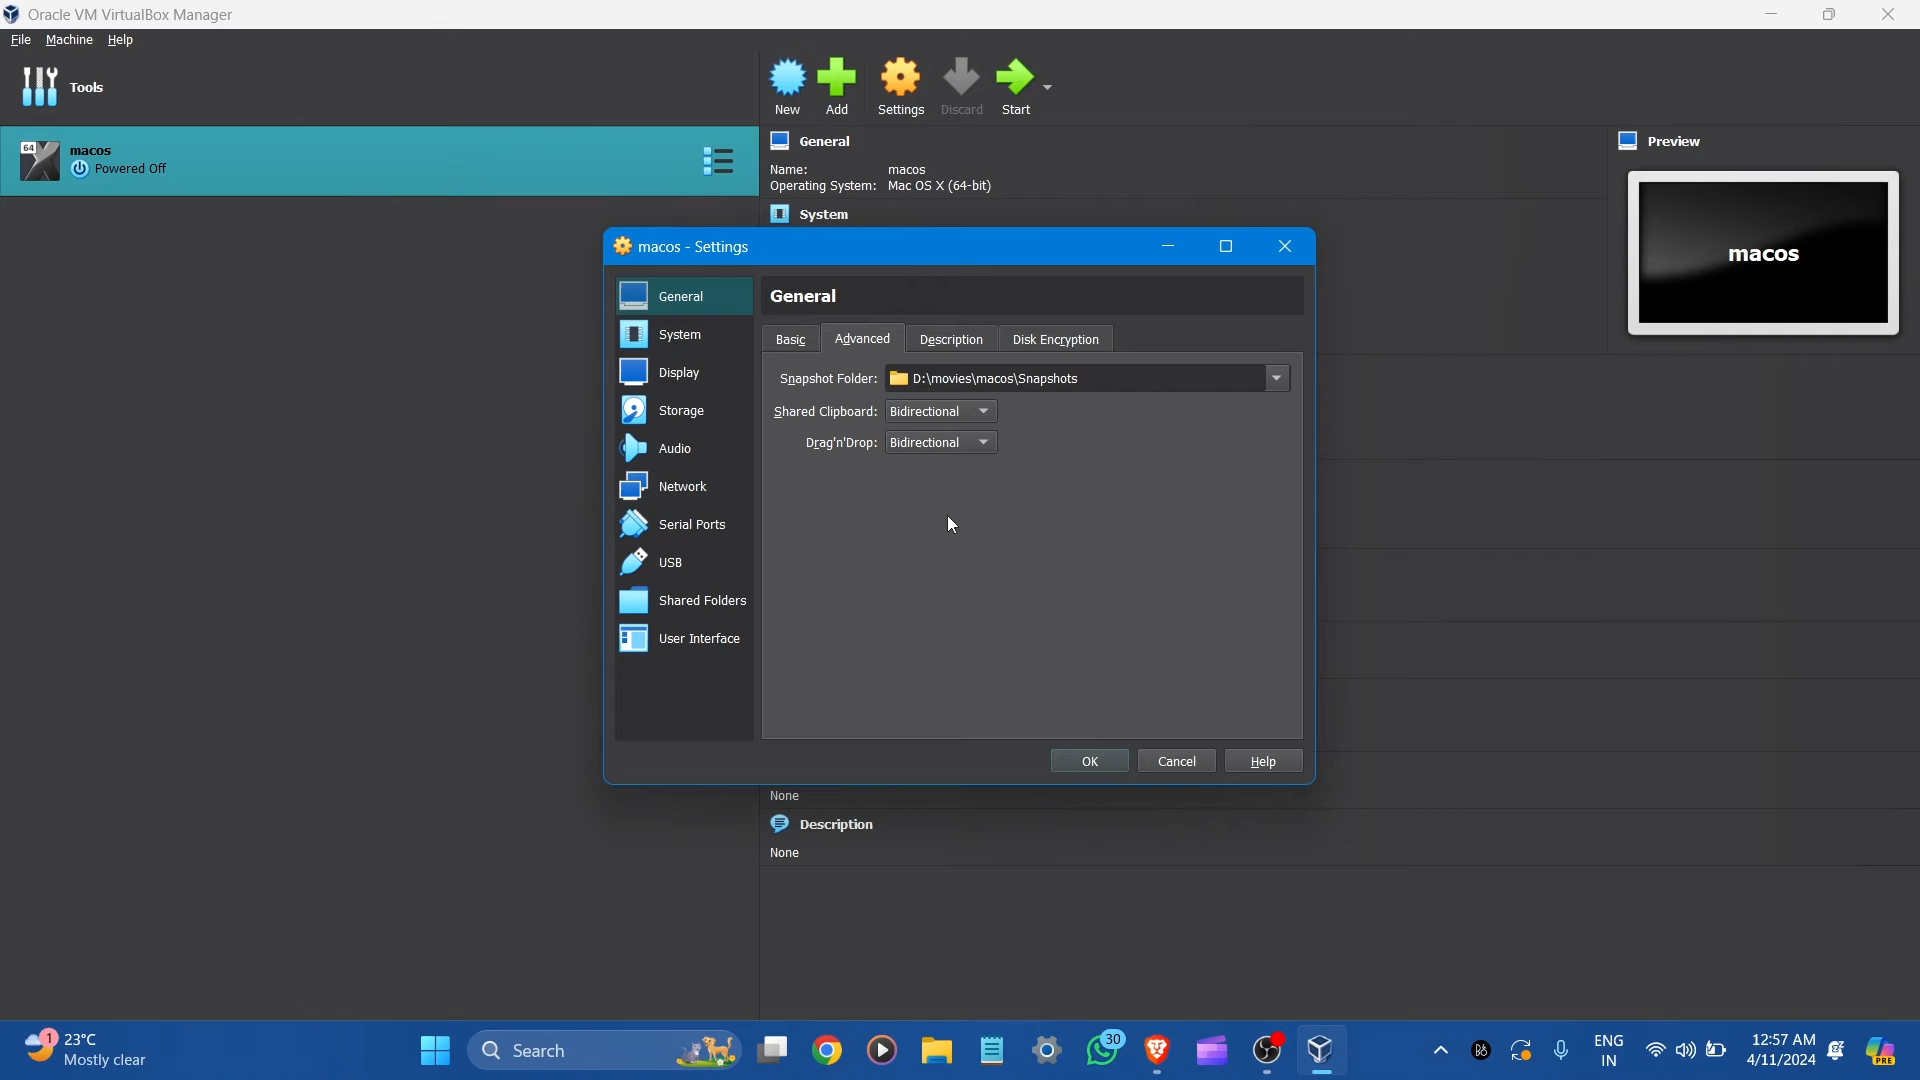 Oracle VM VirtualBox Manager
File Machine Help
Tools
New Add Settings Discard Start
64
macos
Powered Off
General
Name: macos
Operating System: Mac OS X (64-bit)
System
Preview
macos
macos - Settings
General
System
Display
Storage
Audio
Network
Serial Ports
USB
Shared Folders
User Interface
General
Basic Advanced Description Disk Encryption
Snapshot Folder: D:\movies\macos\Snapshots
Shared Clipboard: Bidirectional
Drag'n'Drop: Bidirectional
OK Cancel Help
None
Description
None
1
23°C
Mostly clear
Search
30
ENG
IN
12:57 AM
4/11/2024
PRE